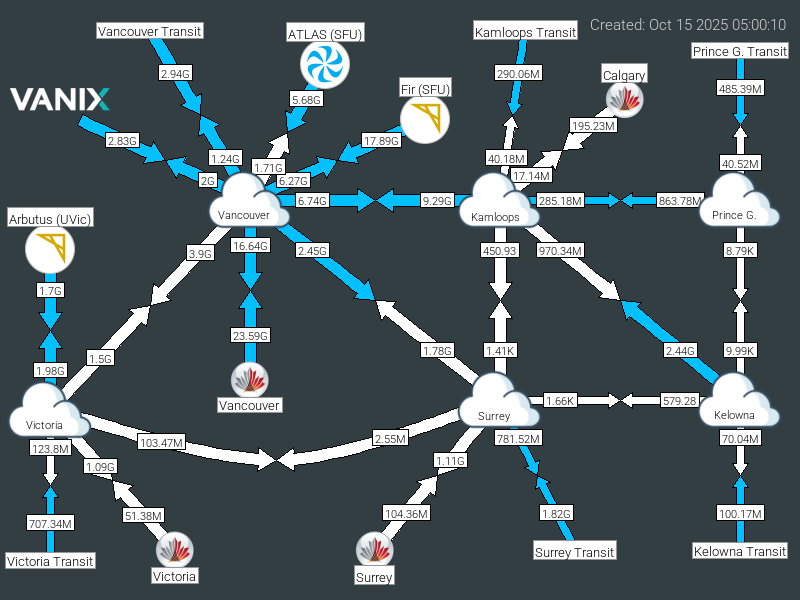 Created: Oct 15 2025 05:00:10
Vancouver Transit
ATLAS (SFU)
Kamloops Transit
Prince G. Transit
2.94G
290.06M
Calgary
485.39M
VANIX
5.68G
Fir (SFU)
195.23M
2.83G
17.89G
1.24G
1.71G
40.18M
40.52M
2G
6.27G
17.14M
6.74G
9.29G
285.18M
863.78M
Arbutus (UVic)
Vancouver
Kamloops
Prince G.
3.9G
16.64G
2.45G
450.93
970.34M
8.79K
1.7G
23.59G
1.5G
1.78G
1.41K
2.44G
9.99K
1.98G
Vancouver
1.66K
579.28
Victoria
Surrey
Kelowna
123.8M
103.47M
2.55M
781.52M
70.04M
1.09G
1.11G
707.34M
51.38M
104.36M
1.82G
100.17M
Victoria Transit
Victoria
Surrey
Surrey Transit
Kelowna Transit